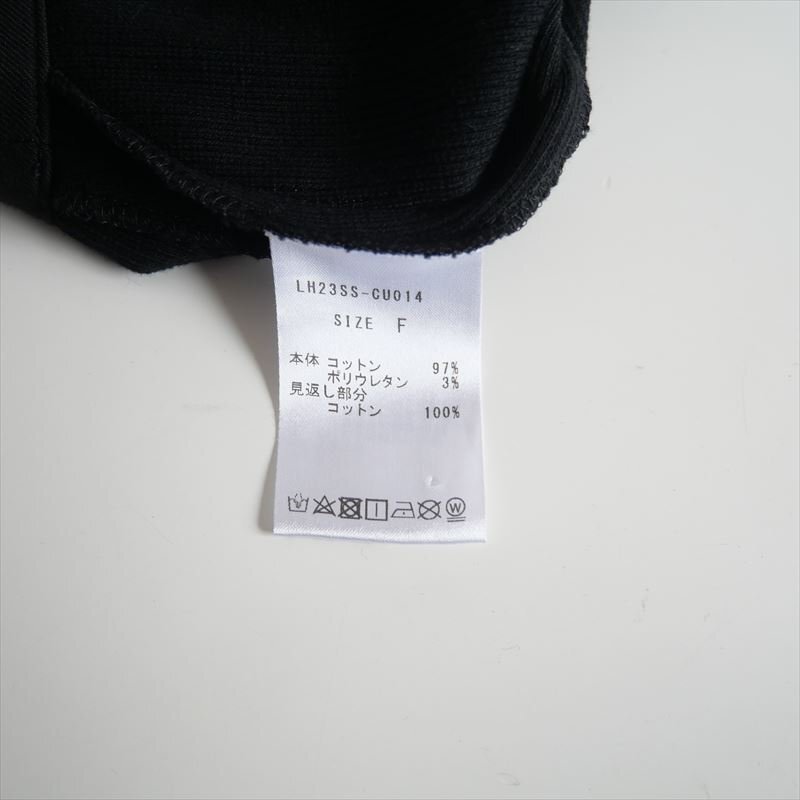 LH23SS-CU014
SIZE F
本体 コットン 97%
ポリウレタン 3%
見返し部分
コットン 100%
W